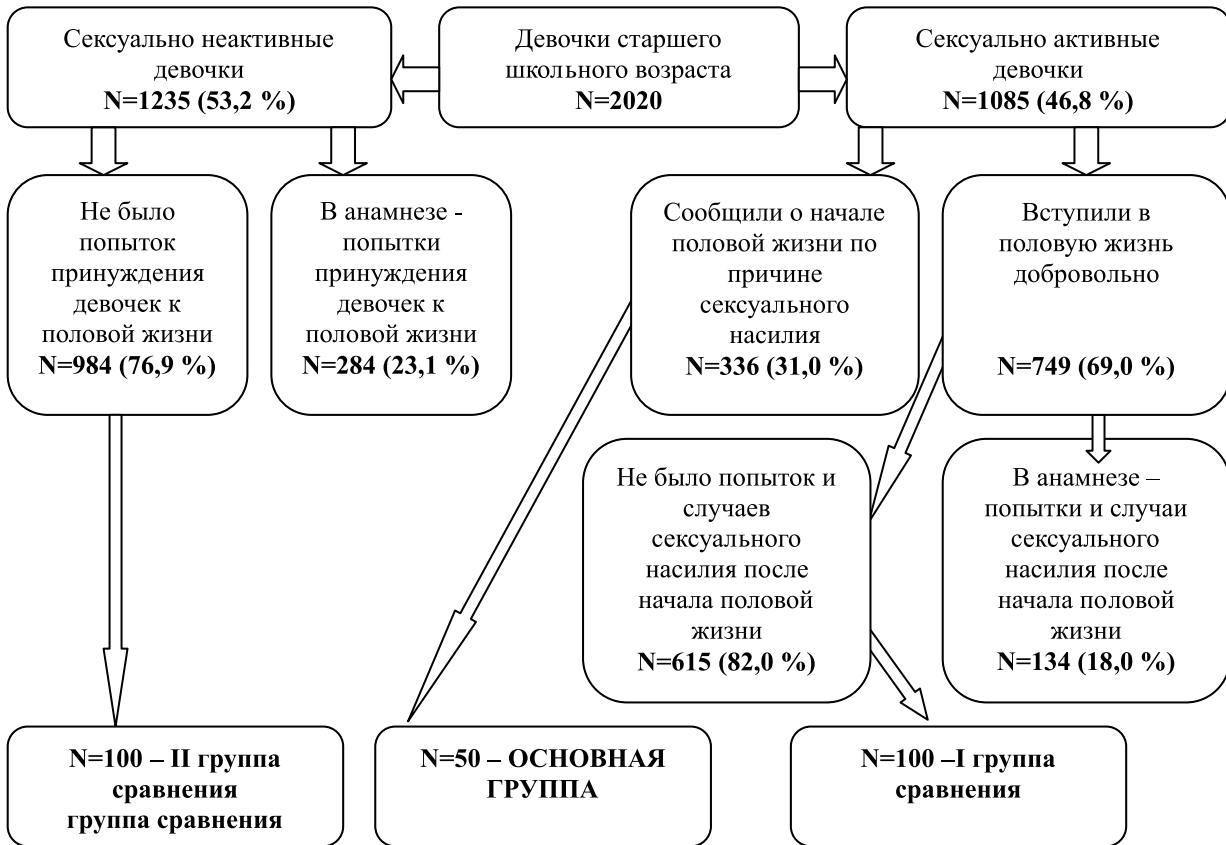 Сексуально неактивные
девочки
N=1235 (53,2 %)
Девочки старшего
школьного возраста
N=2020
Сексуально активные
девочки
N=1085 (46,8 %)
Не было
попыток
принуждения
девочек к
половой жизни
N=984 (76,9 %)
В анамнезе -
попытки
принуждения
девочек к
половой жизни
N=284 (23,1 %)
Сообщили о начале
половой жизни по
причине
сексуального
насилия
N=336 (31,0 %)
Вступили в
половую жизнь
добровольно
N=749 (69,0 %)
Не было попыток и
случаев
сексуального
насилия после
начала половой
жизни
N=615 (82,0 %)
В анамнезе –
попытки и случаи
сексуального
насилия после
начала половой
жизни
N=134 (18,0 %)
N=100 – II группа
сравнения
группа сравнения
N=50 – ОСНОВНАЯ
ГРУППА
N=100 –I группа
сравнения